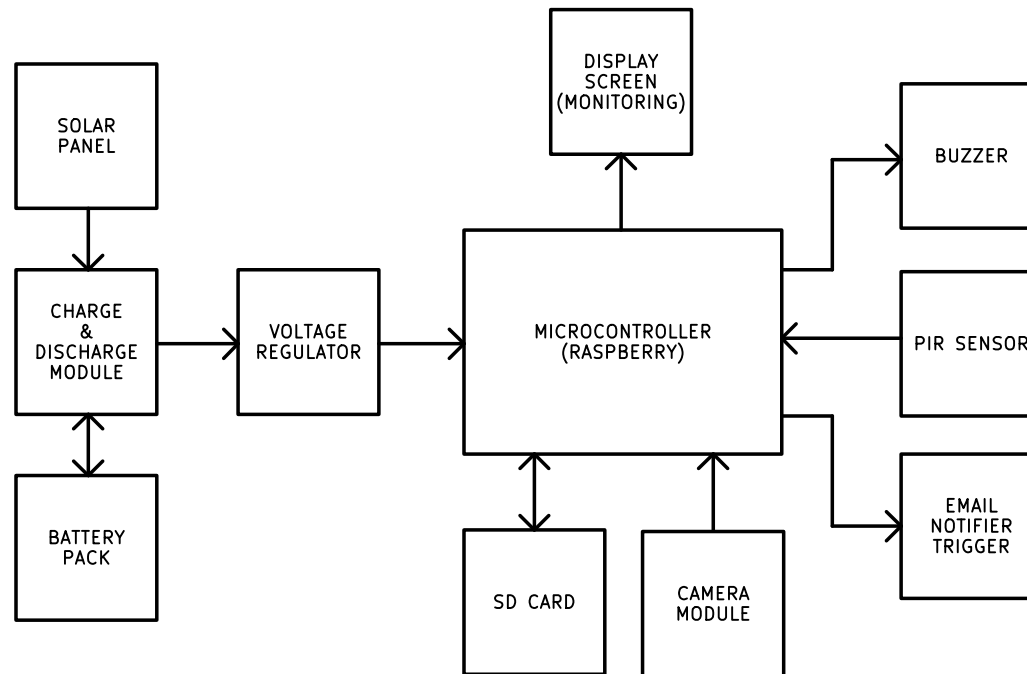 SOLAR
PANEL
CHARGE
&
DISCHARGE
MODULE
BATTERY
PACK
VOLTAGE
REGULATOR
DISPLAY
SCREEN
(MONITORING)
MICROCONTROLLER
(RASPBERRY)
SD CARD
CAMERA
MODULE
BUZZER
PIR SENSOR
EMAIL
NOTIFIER
TRIGGER